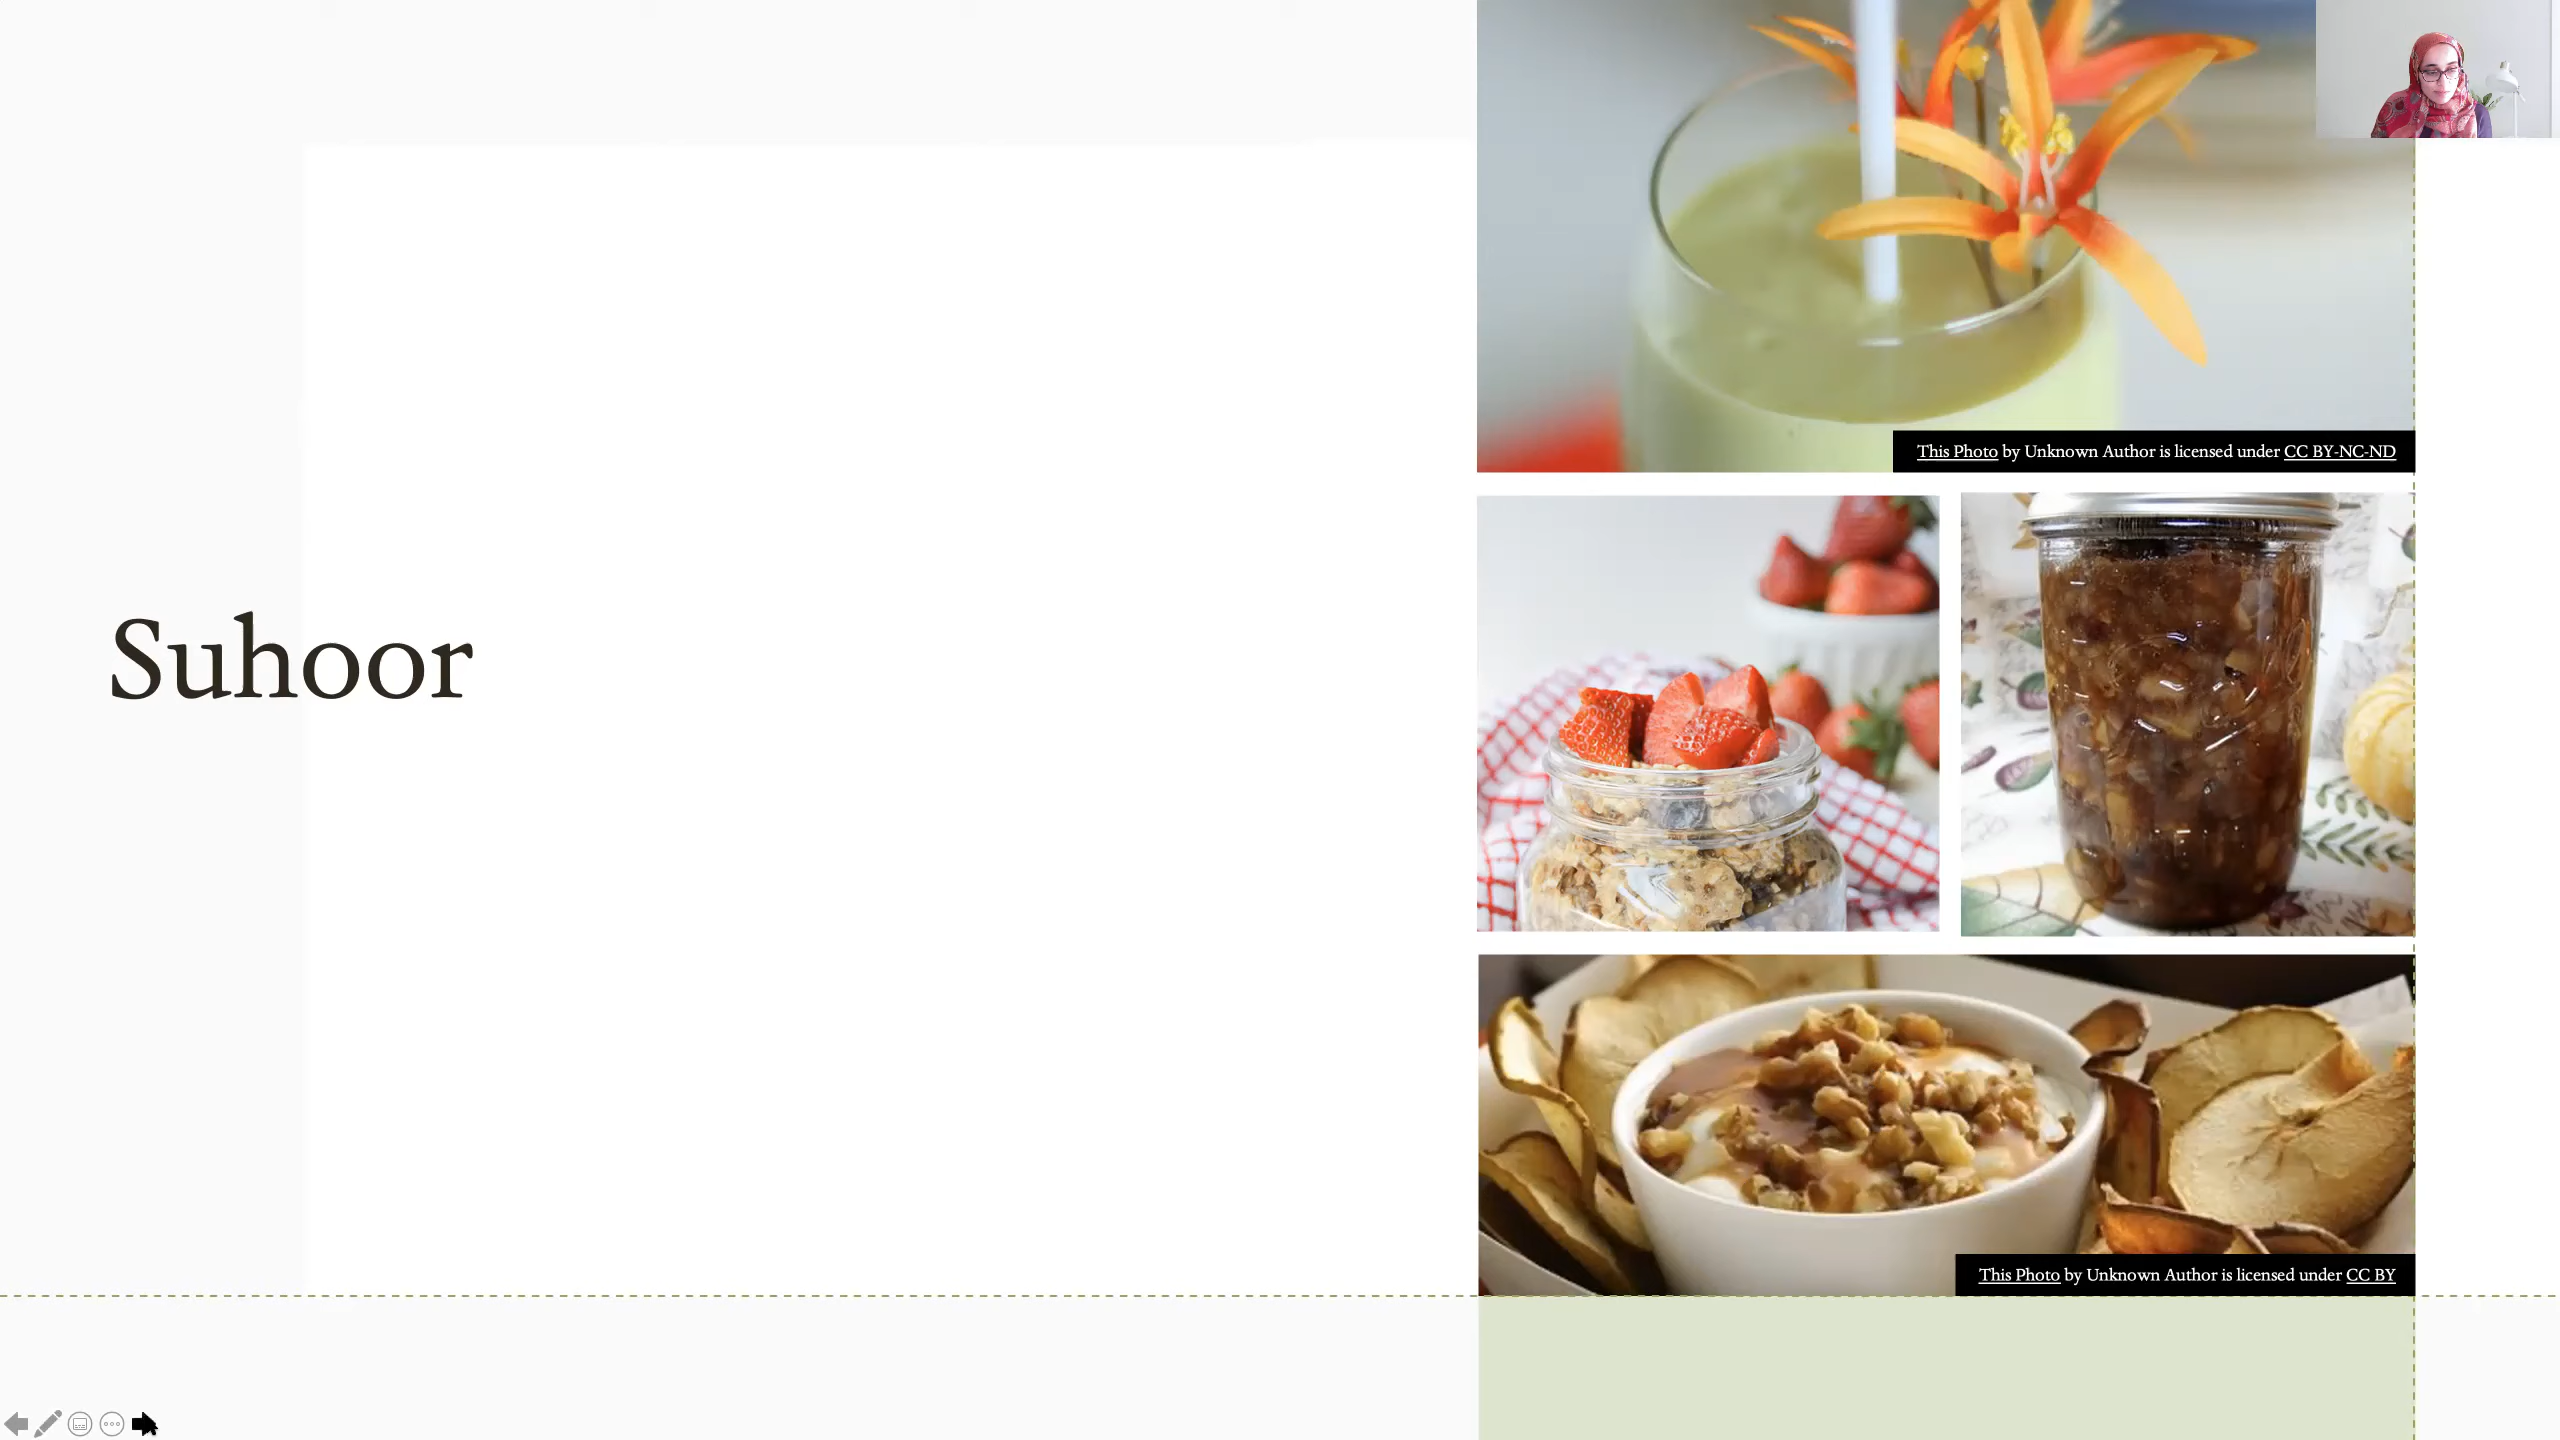 This Photo by Unknown Author is licensed under CC BY-NC-ND
Suhoor
This Photo by Unknown Author is licensed under CC BY